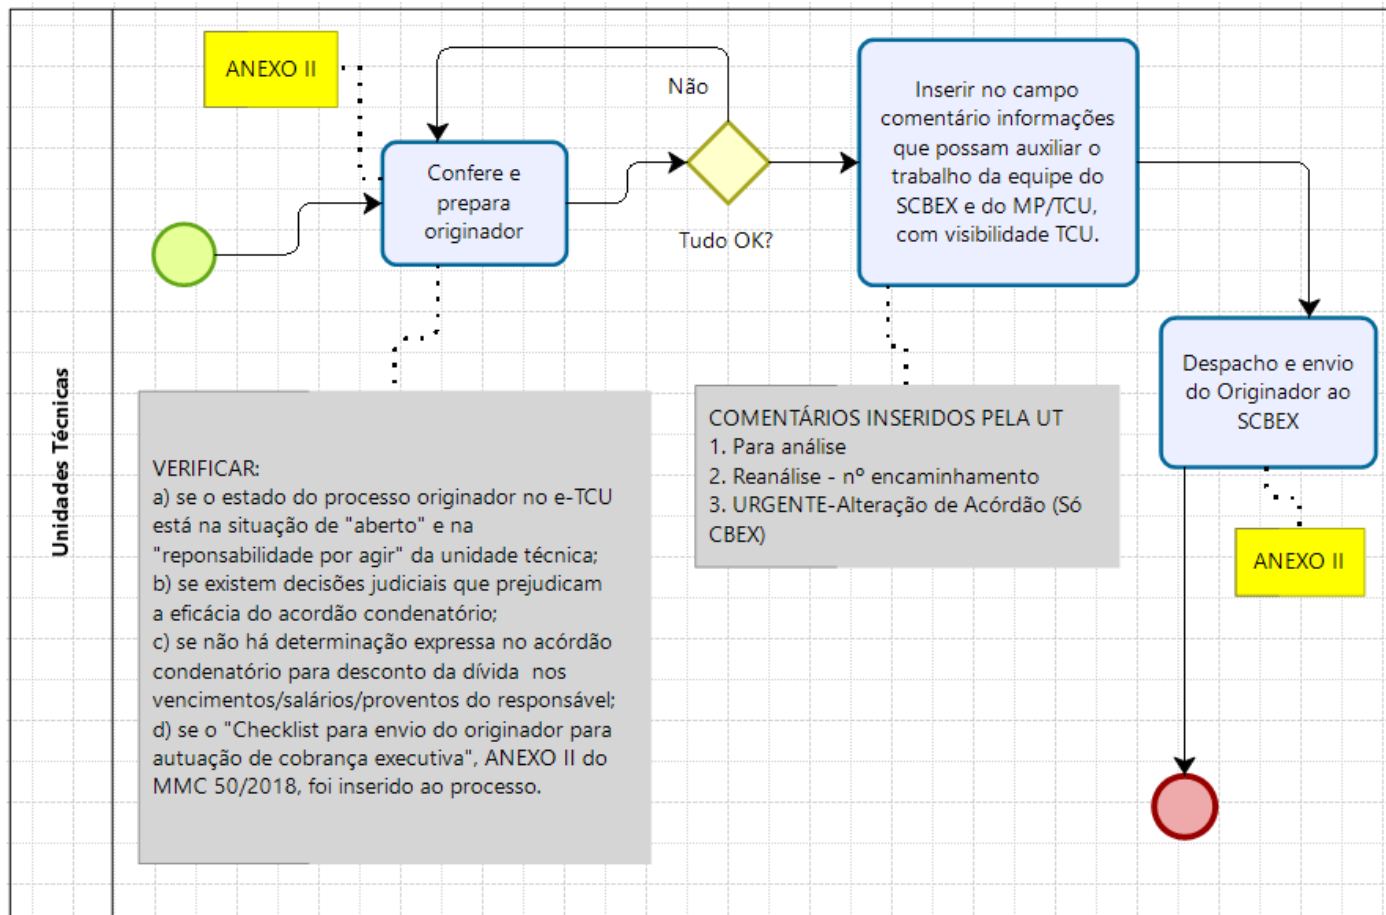 Unidades Técnicas
ANEXO II
Não
Confere e
prepara
originador
Tudo OK?
Inserir no campo
comentário informações
que possam auxiliar o
trabalho da equipe do
SCBEX e do MP/TCU,
com visibilidade TCU.
Despacho e envio
do Originador ao
SCBEX
ANEXO II
VERIFICAR:
a) se o estado do processo originador no e-TCU
está na situação de "aberto" e na
"reponsabilidade por agir" da unidade técnica;
b) se existem decisões judiciais que prejudicam
a eficácia do acordão condenatório;
c) se não há determinação expressa no acórdão
condenatório para desconto da dívida nos
vencimentos/salários/proventos do responsável;
d) se o "Checklist para envio do originador para
autuação de cobrança executiva", ANEXO II do
MMC 50/2018, foi inserido ao processo.
COMENTÁRIOS INSERIDOS PELA UT
1. Para análise
2. Reanálise - nº encaminhamento
3. URGENTE-Alteração de Acórdão (Só
CBEX)